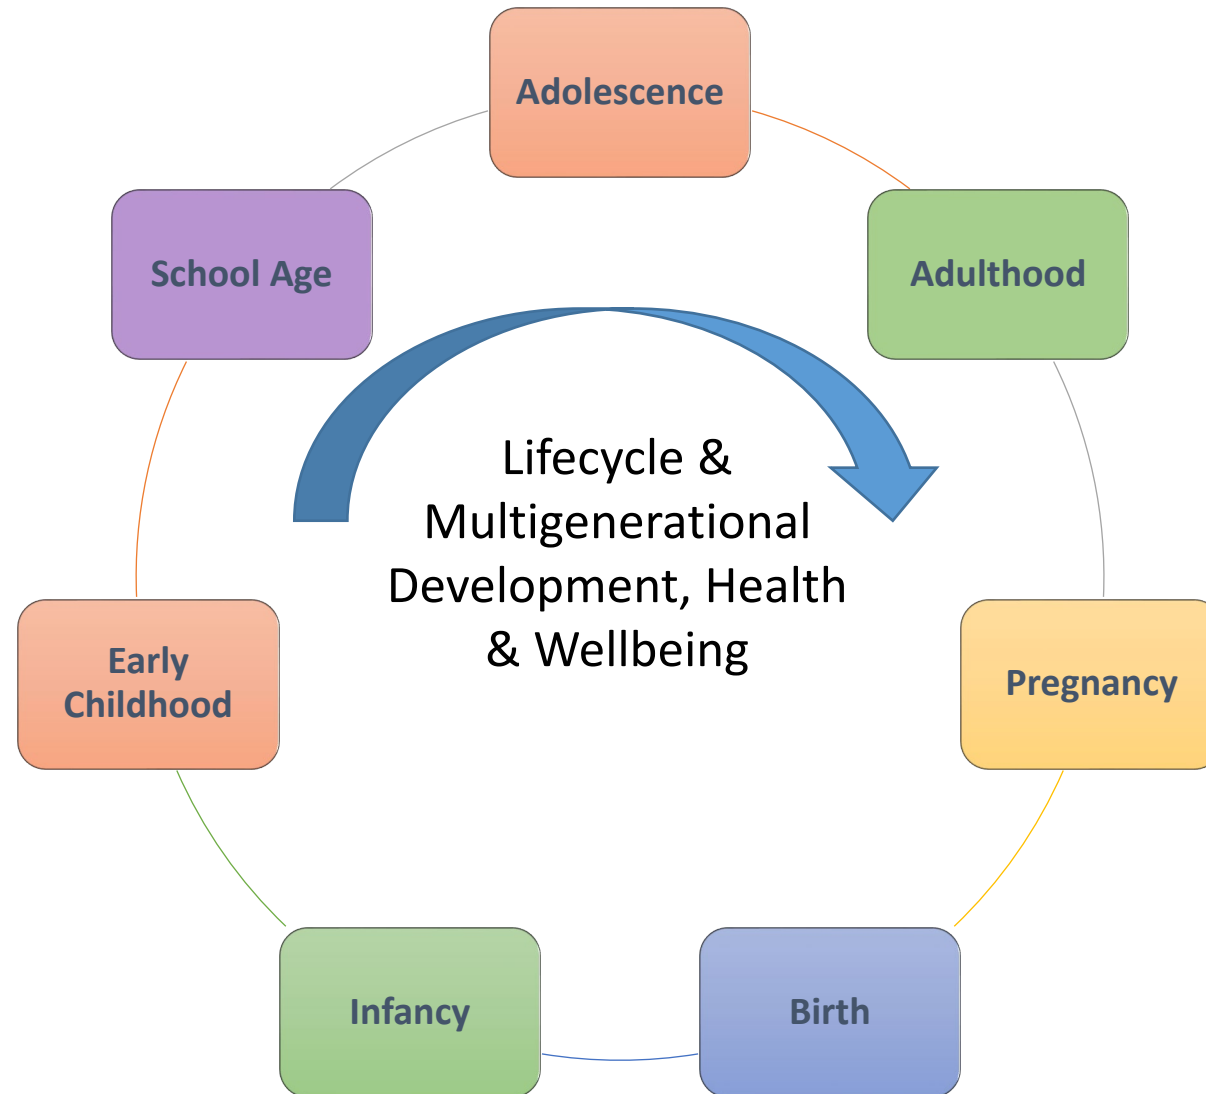 Adolescence
School Age
Adulthood
Lifecycle &
Multigenerational
Development, Health
& Wellbeing
Early
Childhood
Pregnancy
Infancy
Birth